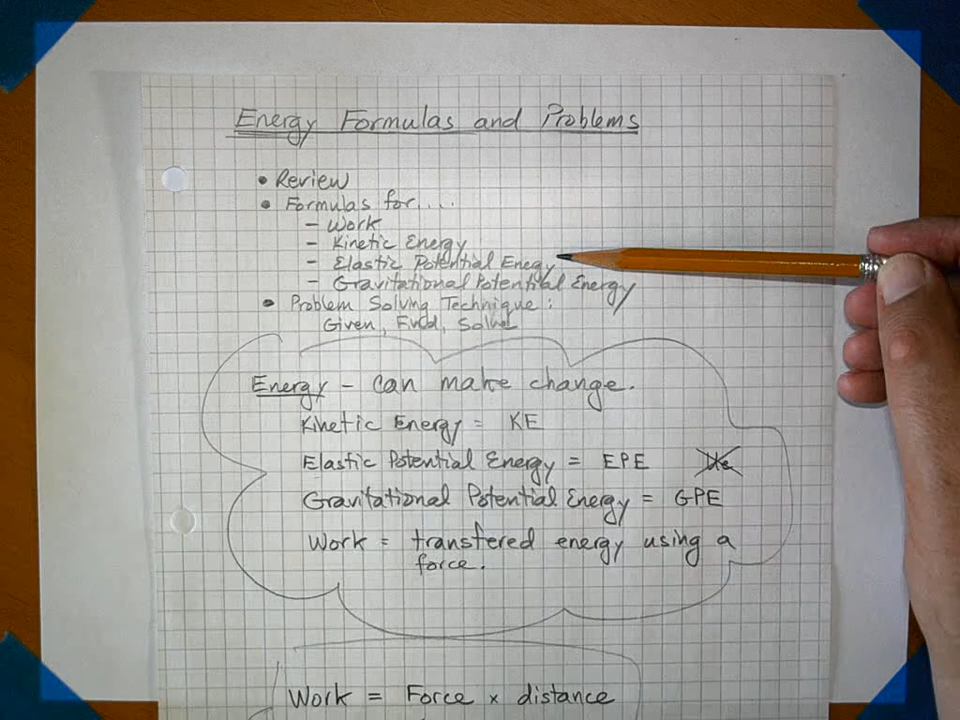 Energy Formulas and Problems
• Review
• Formulas for....
- Work
- Kinetic Energy
- Elastic Potential Enegy
- Gravitational Potential Energy
• Problem Solving Technique :
Given, Find, Solve
Energy - can make change.
Kinetic Energy = KE
Elastic Potential Energy = EPE
Gravitational Potential Energy = GPE
Work = transfered energy using a
force.
Work = Force × distance